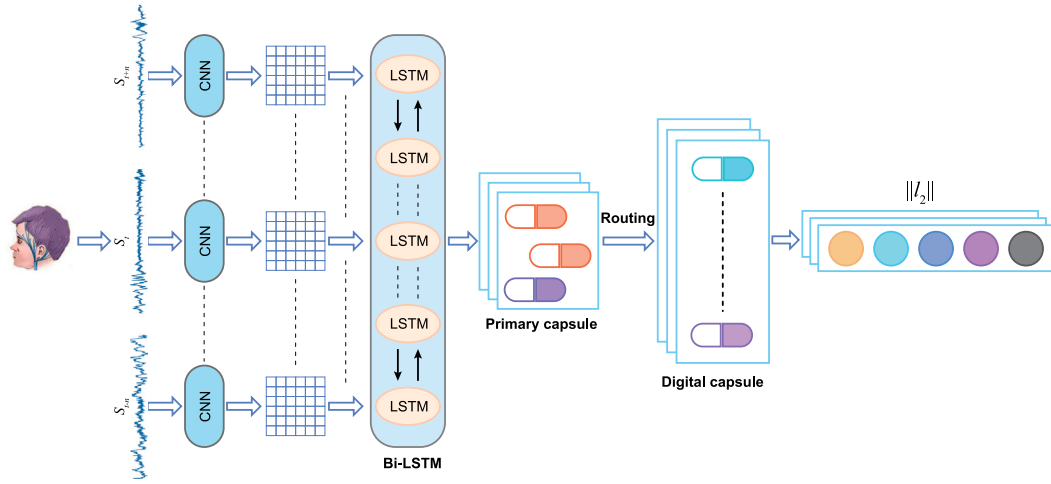 S_{t+n}
CNN
LSTM
LSTM
S_t
CNN
LSTM
LSTM
S_{t-n}
CNN
LSTM
Bi-LSTM
Primary capsule
Routing
Digital capsule
||l_2||